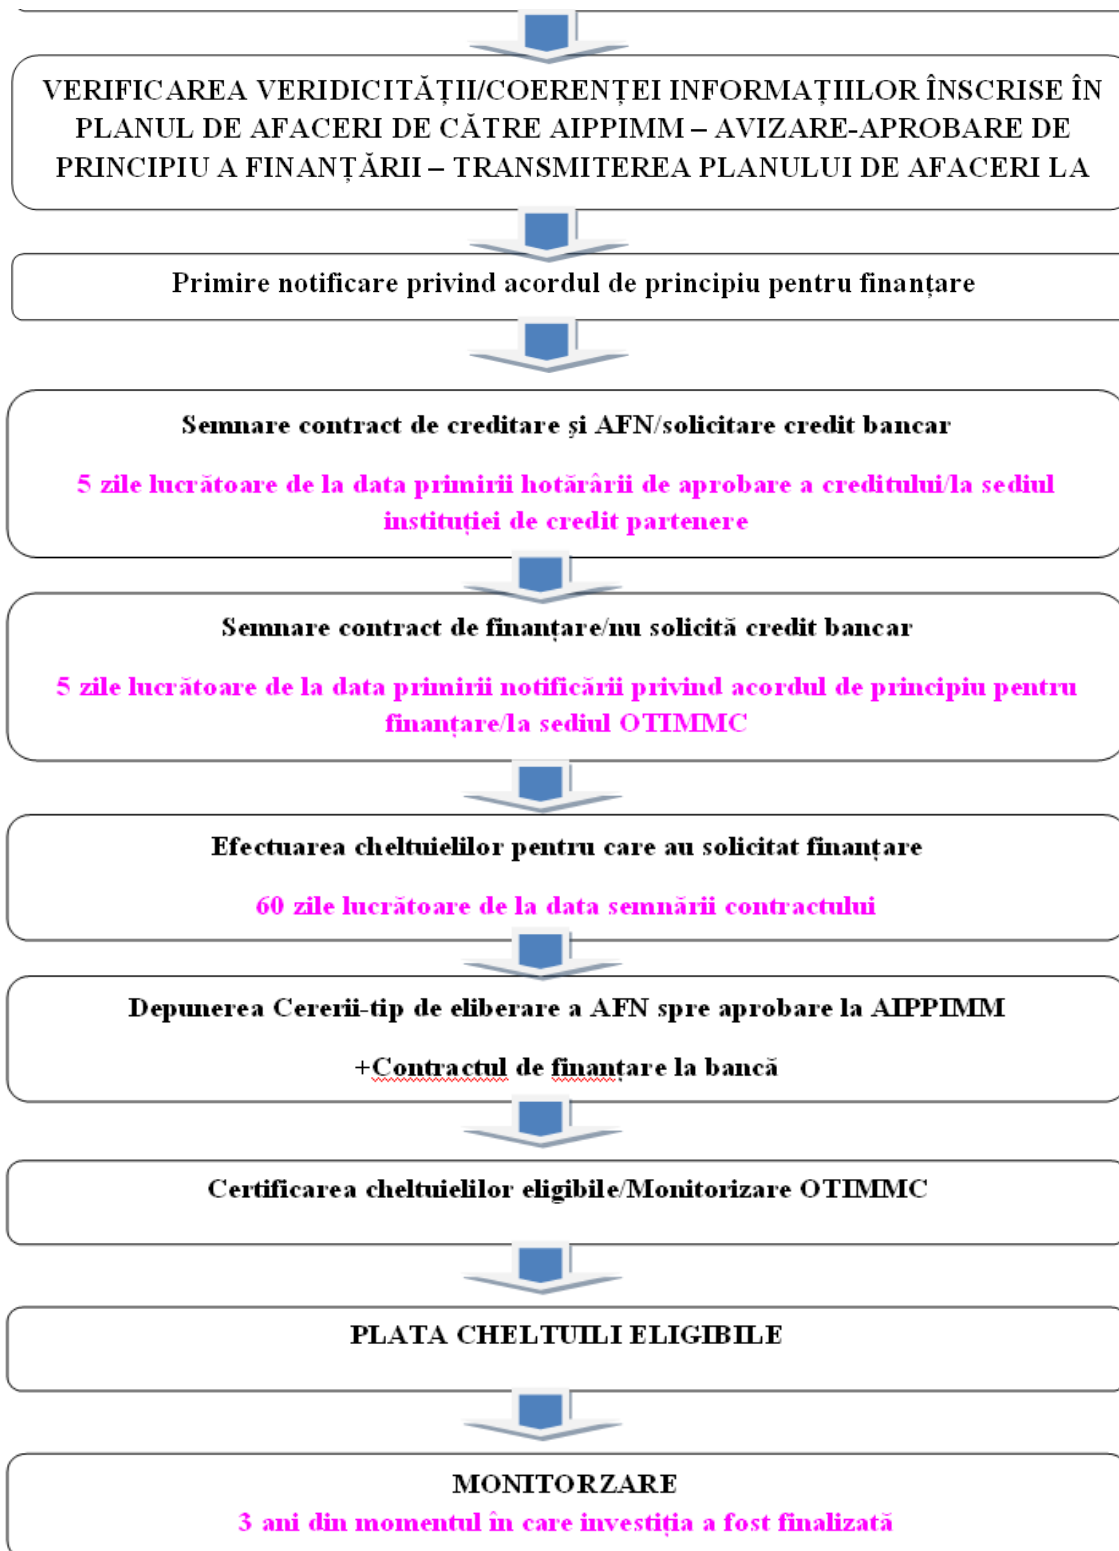 VERIFICAREA VERIDICITĂȚII/COERENȚEI INFORMAȚIILOR ÎNSCRISE ÎN
PLANUL DE AFACERI DE CĂTRE AIPPIMM – AVIZARE-APROBARE DE
PRINCIPIU A FINANȚĂRII – TRANSMITEREA PLANULUI DE AFACERI LA
Primire notificare privind acordul de principiu pentru finanțare
Semnare contract de creditare și AFN/solicitare credit bancar
5 zile lucrătoare de la data primirii hotărârii de aprobare a creditului/la sediul
instituției de credit partenere
Semnare contract de finanțare/nu solicită credit bancar
5 zile lucrătoare de la data primirii notificării privind acordul de principiu pentru
finanțare/la sediul OTIMMC
Efectuarea cheltuielilor pentru care au solicitat finanțare
60 zile lucrătoare de la data semnării contractului
Depunerea Cererii-tip de eliberare a AFN spre aprobare la AIPPIMM
+Contractul de finanțare la bancă
Certificarea cheltuielilor eligibile/Monitorizare OTIMMC
PLATA CHELTUILI ELIGIBILE
MONITORZARE
3 ani din momentul în care investiția a fost finalizată